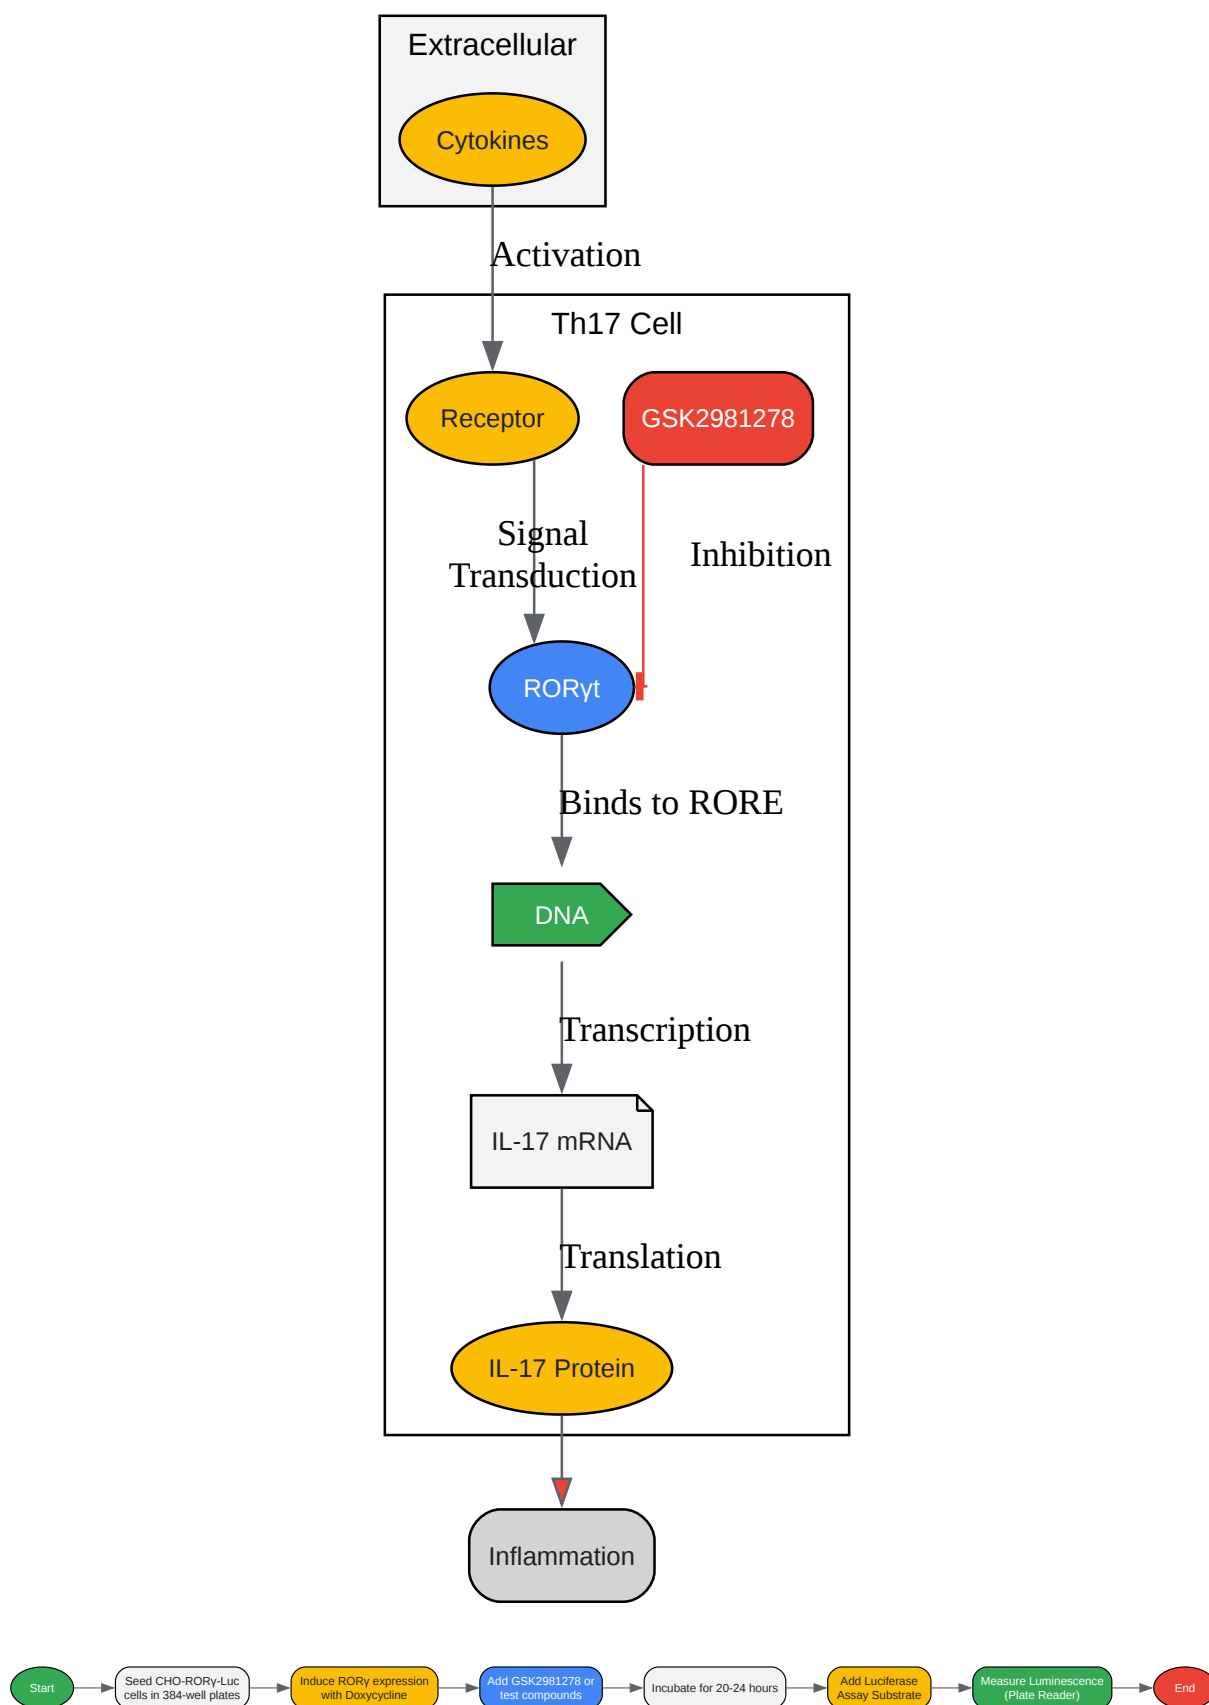 Extracellular
Cytokines
Activation
Th17 Cell
Receptor
GSK2981278
Signal
Transduction
Inhibition
RORγt
Binds to RORE
DNA
Transcription
IL-17 mRNA
Translation
IL-17 Protein
Inflammation
Start
Seed CHO-RORγ-Luc
cells in 384-well plates
Induce RORγ expression
with Doxycycline
Add GSK2981278 or
test compounds
Incubate for 20-24 hours
Add Luciferase
Assay Substrate
Measure Luminescence
(Plate Reader)
End